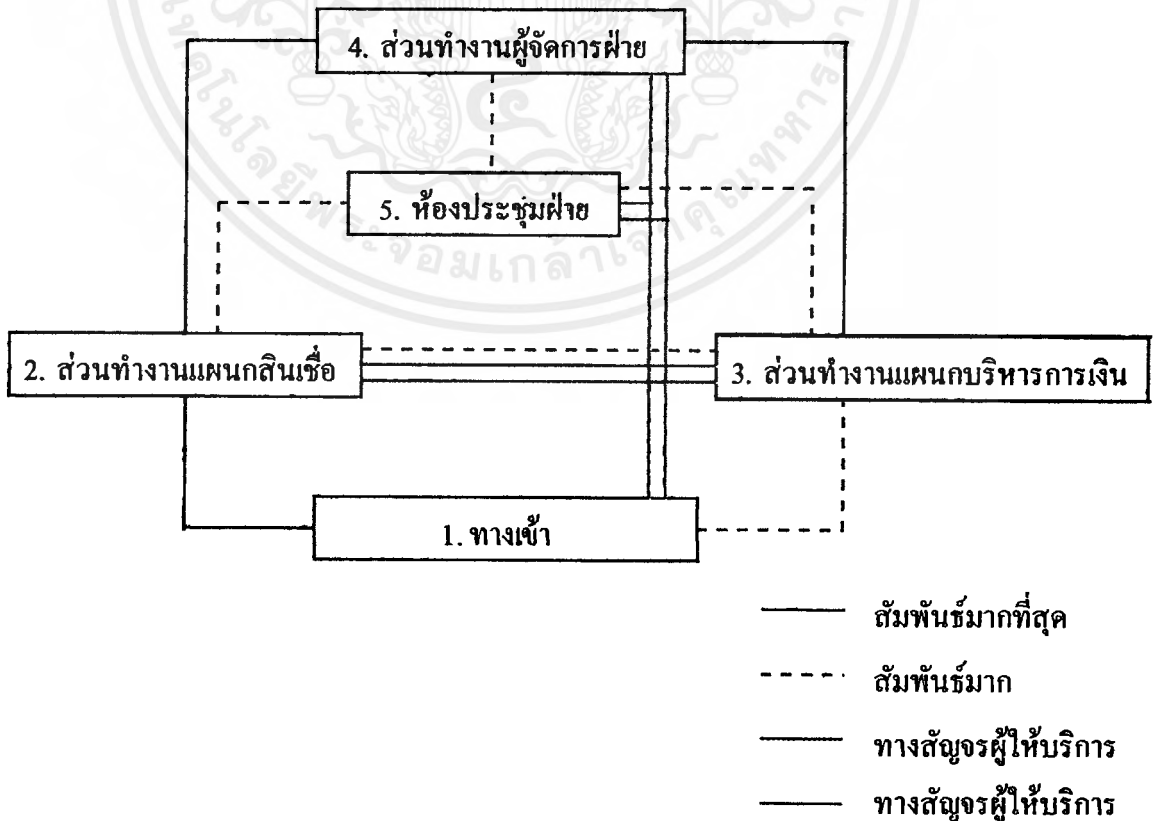 4. ส่วนทำงานผู้จัดการฝ่าย
5. ห้องประชุมฝ่าย
2. ส่วนทำงานแผนกสินเชื่อ
3. ส่วนทำงานแผนกบริหารการเงิน
1. ทางเข้า
สัมพันธ์มากที่สุด
สัมพันธ์มาก
ทางสัญจรผู้ให้บริการ
ทางสัญจรผู้ให้บริการ